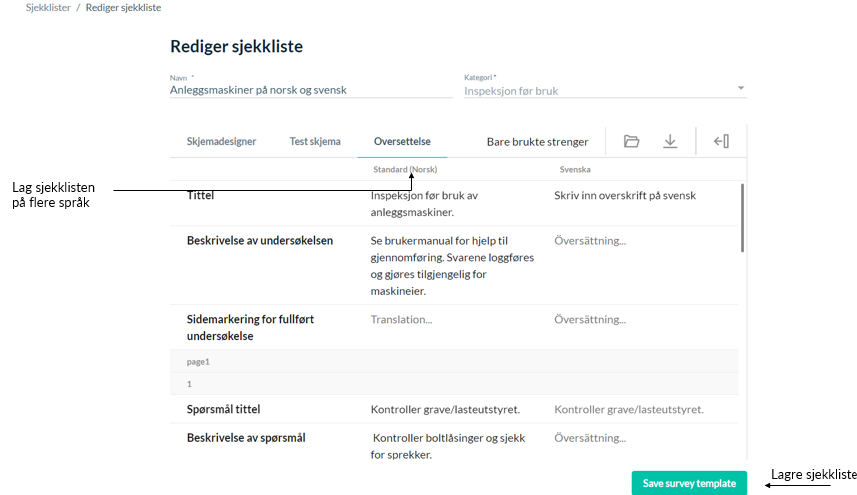 Sjekklister / Rediger sjekkliste
Rediger sjekkliste
Navn *
Kategori *
Anleggsmaskiner på norsk og svensk
Inspeksjon før bruk
Skjemadesigner
Test skjema
Oversettelse
Bare brukte strenger
Standard (Norsk)
Svenska
Lag sjekklisten
på flere språk
Tittel
Inspeksjon før bruk av
anleggsmaskiner.
Skriv inn overskrift på svensk
Beskrivelse av undersøkelsen
Se brukermanual for hjelp til
gjennomføring. Svarene loggføres
og gjøres tilgjengelig for
maskineier.
Översättning...
Sidemarkering for fullført
undersøkelse
Translation...
Översättning...
page1
1
Spørsmål tittel
Kontroller grave/lasteutstyret.
Kontroller grave/lasteutstyret.
Beskrivelse av spørsmål
Kontroller boltlåsinger og sjekk
for sprekker.
Översättning...
Save survey template
Lagre sjekkliste